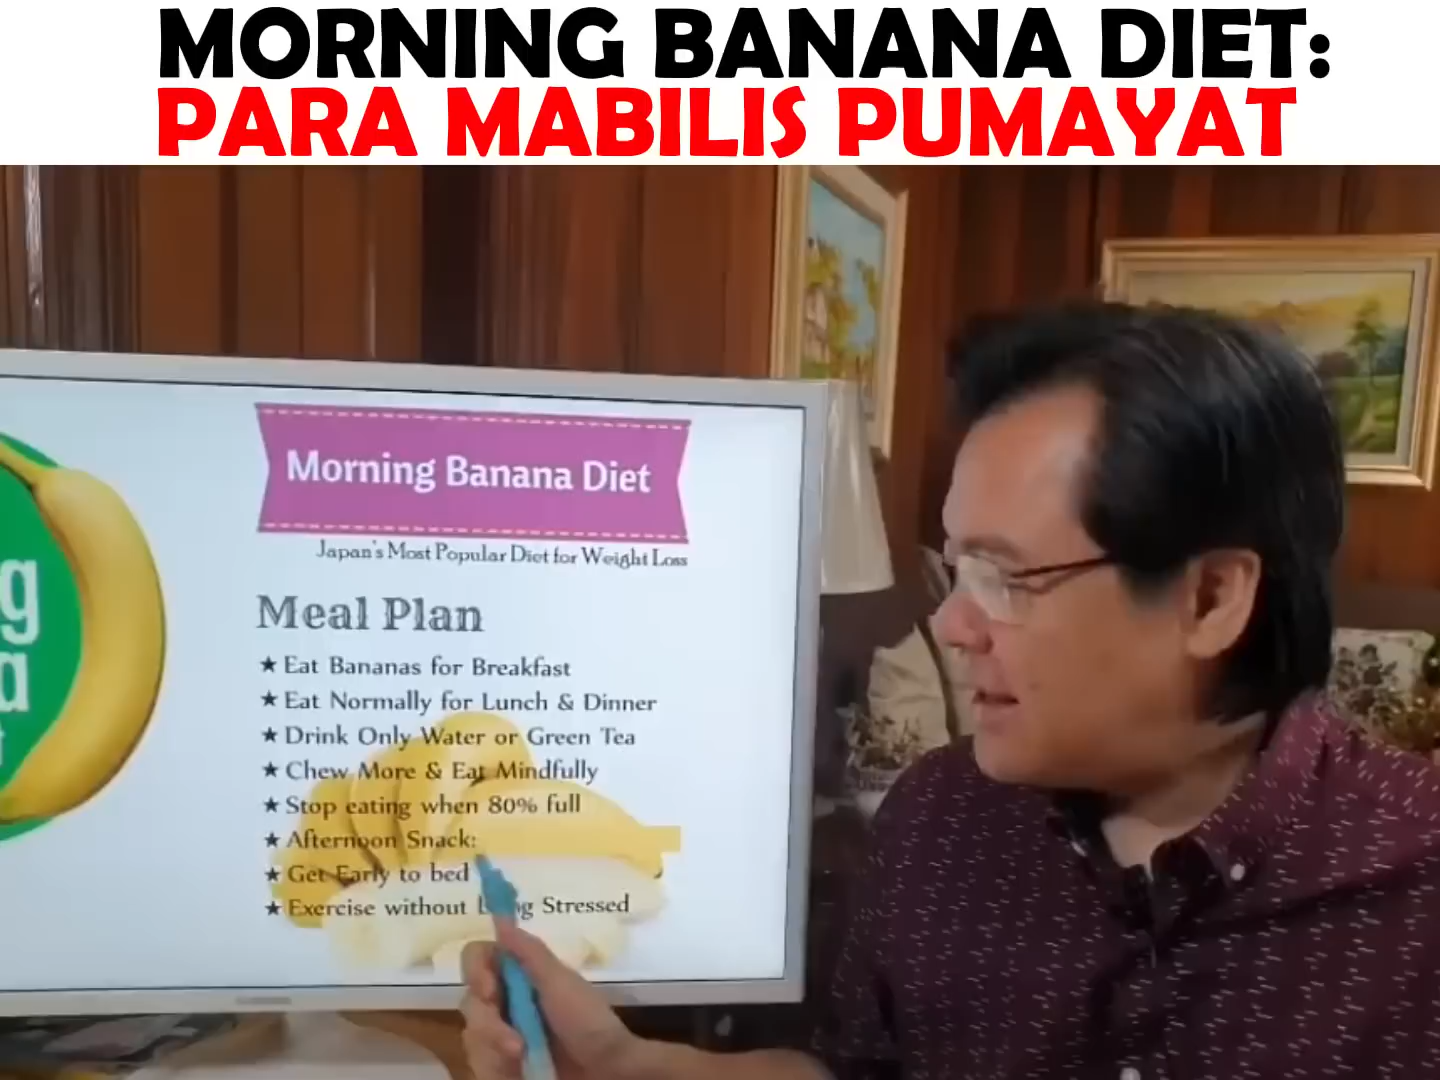 MORNING BANANA DIET:
PARA MABILIS PUMAYAT
Morning Banana Diet
Japan's Most Popular Diet for Weight Loss
Meal Plan
★ Eat Bananas for Breakfast
★ Eat Normally for Lunch & Dinner
★ Drink Only Water or Green Tea
★ Chew More & Eat Mindfully
★ Stop eating when 80% full
★ Afternoon Snack:
★ Get Early to bed
★ Exercise without Stressed